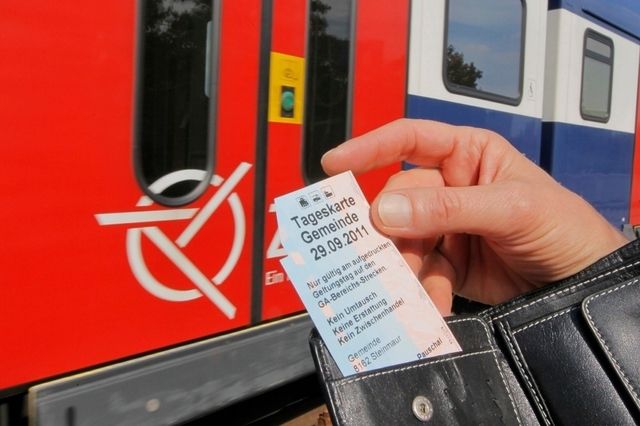 Tageskarte
Gemeinde
29.09.2011
Nur gültig am aufgedruckten
Geltungstag auf den
GA-Bereichs-Strecken.
Kein Umtausch
Keine Erstattung
Kein Zwischenhandel
Gemeinde
8162 Steinmaur
Pauschal
Ein